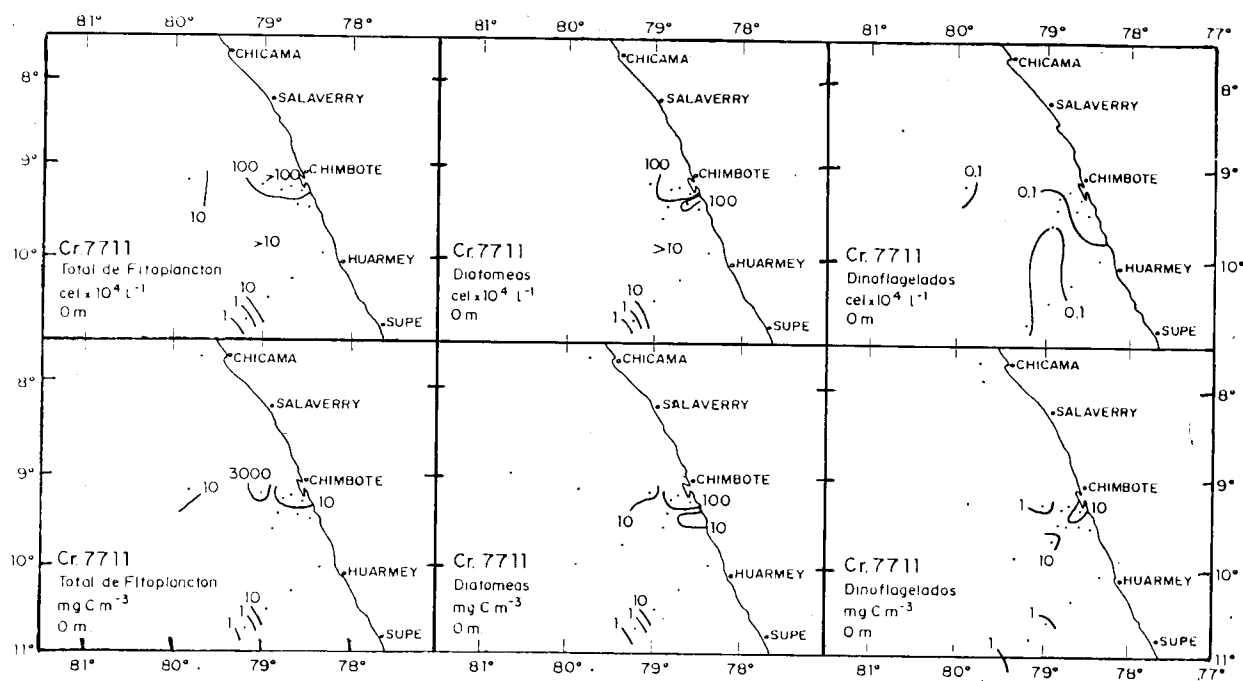 81° 80° 79° 78° 79° 78° 80° 79° 78° 77°
8°
9°
10°
CHICAMA
SALAVERRY
CHIMBOTE
HUARMEY
SUPE
100
>100
10
>10
10
1
1
Cr.7711
Total de Fitoplancton
cel x 10⁴ L⁻¹
0 m
CHICAMA
SALAVERRY
CHIMBOTE
HUARMEY
SUPE
100
100
>10
10
1
1
Cr.7711
Diatomeas
cel x 10⁴ L⁻¹
0 m
CHICAMA
SALAVERRY
CHIMBOTE
HUARMEY
SUPE
0.1
0.1
0.1
Cr.7711
Dinoflagelados
cel x 10⁴ L⁻¹
0 m
8°
9°
10°
8°
9°
10°
11°
CHICAMA
SALAVERRY
CHIMBOTE
HUARMEY
SUPE
3000
10
10
10
1
1
Cr.7711
Total de Fitoplancton
mg C m⁻³
0 m
CHICAMA
SALAVERRY
CHIMBOTE
HUARMEY
SUPE
100
10
10
10
1
1
Cr. 7711
Diatomeas
mg C m⁻³
0 m
CHICAMA
SALAVERRY
CHIMBOTE
HUARMEY
SUPE
1
10
10
1
1
Cr. 7711
Dinoflagelados
mg C m⁻³
0 m
8°
9°
10°
11°
81° 80° 79° 78° 79° 78° 80° 79° 78° 77°